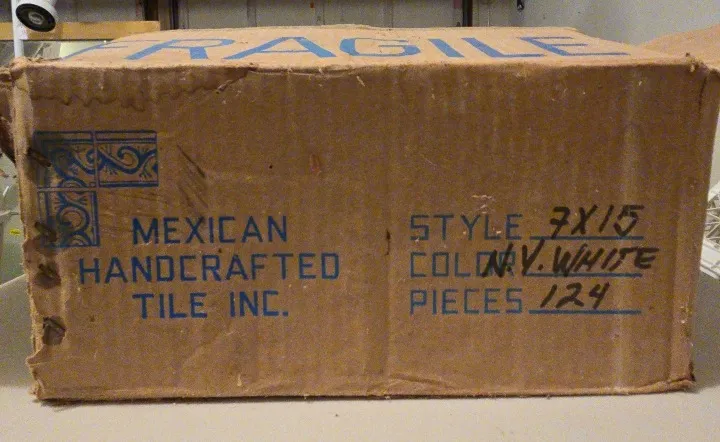 FRAGILE
MEXICAN
HANDCRAFTED
TILE INC.
STYLE 7X15
COLOR N.Y. WHITE
PIECES 124